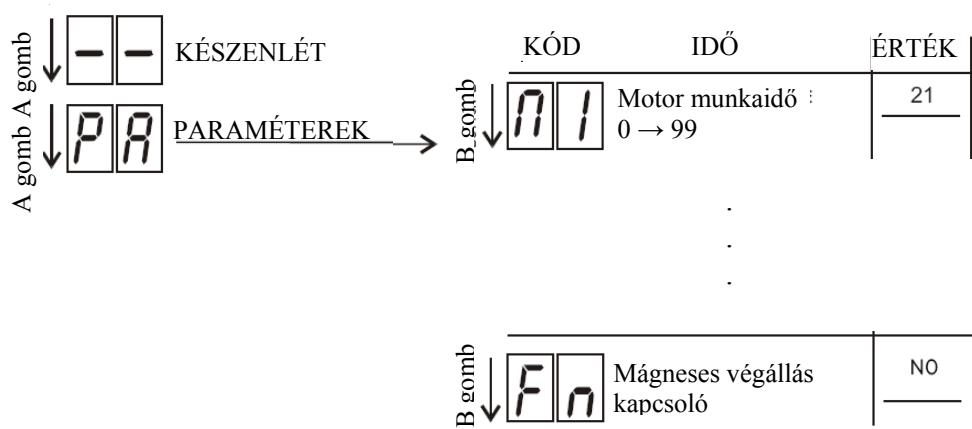 -- KÉSZENLÉT
A gomb
A gomb
PA PARAMÉTEREK
KÓD IDŐ ÉRTÉK
B gomb
M1 Motor munkaidő : 21
0 → 99
.
.
.
B gomb
Fn Mágneses végállás NO
kapcsoló